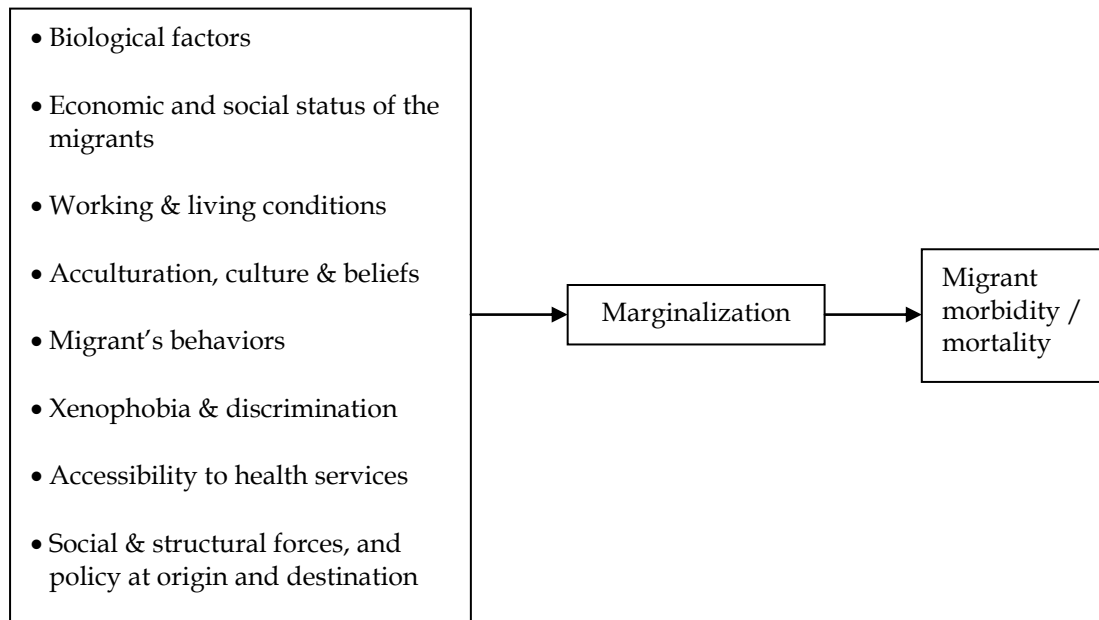 • Biological factors
• Economic and social status of the
migrants
• Working & living conditions
• Acculturation, culture & beliefs
• Migrant’s behaviors
• Xenophobia & discrimination
• Accessibility to health services
• Social & structural forces, and
policy at origin and destination
Marginalization
Migrant
morbidity /
mortality